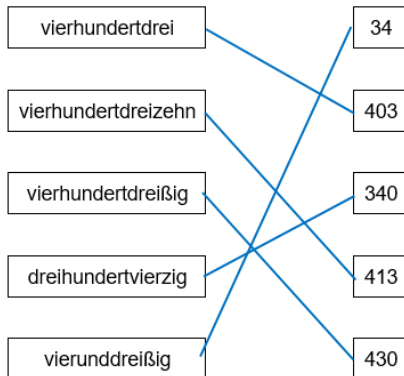 vierhundertdrei 34
vierhundertdreizehn 403
vierhundertdreißig 340
dreihundertvierzig 413
vierunddreißig 430